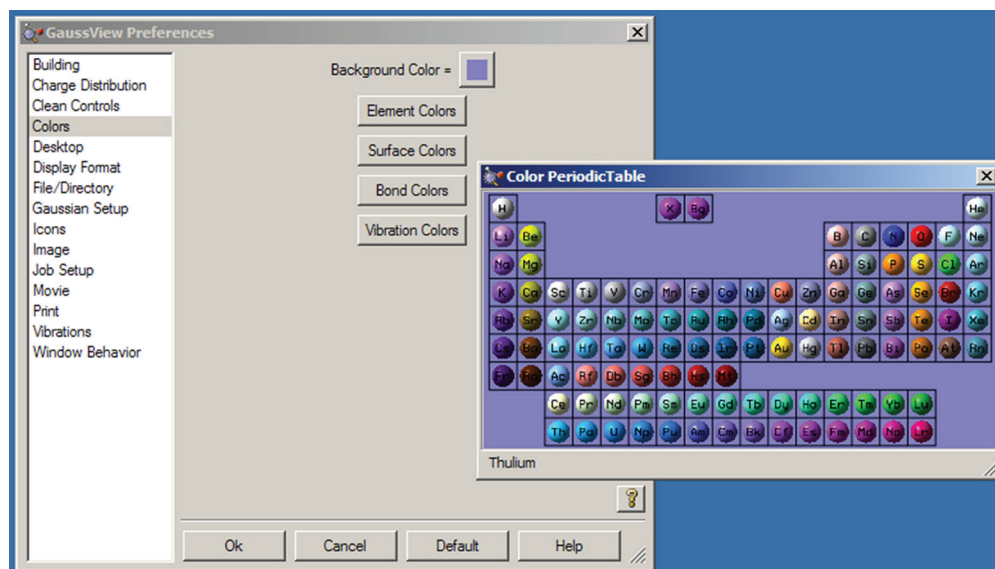 GaussView Preferences
Building
Charge Distribution
Clean Controls
Colors
Desktop
Display Format
File/Directory
Gaussian Setup
Icons
Image
Job Setup
Movie
Print
Vibrations
Window Behavior
Background Color =
Element Colors
Surface Colors
Bond Colors
Vibration Colors
Color PeriodicTable
H X Bg He
Li Be B C N O F Ne
Na Mg Al Si P S Cl Ar
K Ca Sc Ti V Cr Mn Fe Co Ni Cu Zn Ga Ge As Se Br Kr
Rb Sr Y Zr Nb Mo Tc Ru Rh Pd Ag Cd In Sn Sb Te I Xe
Cs Ba La Hf Ta W Re Os Ir Pt Au Hg Tl Pb Bi Po At Rn
Fr Ra Ac Rf Db Sg Bh Hs Mt
Ce Pr Nd Pm Sm Eu Gd Tb Dy Ho Er Tm Yb Lu
Th Pa U Np Pu Am Cm Bk Cf Es Fm Md No Lr
Thulium
?
Ok Cancel Default Help